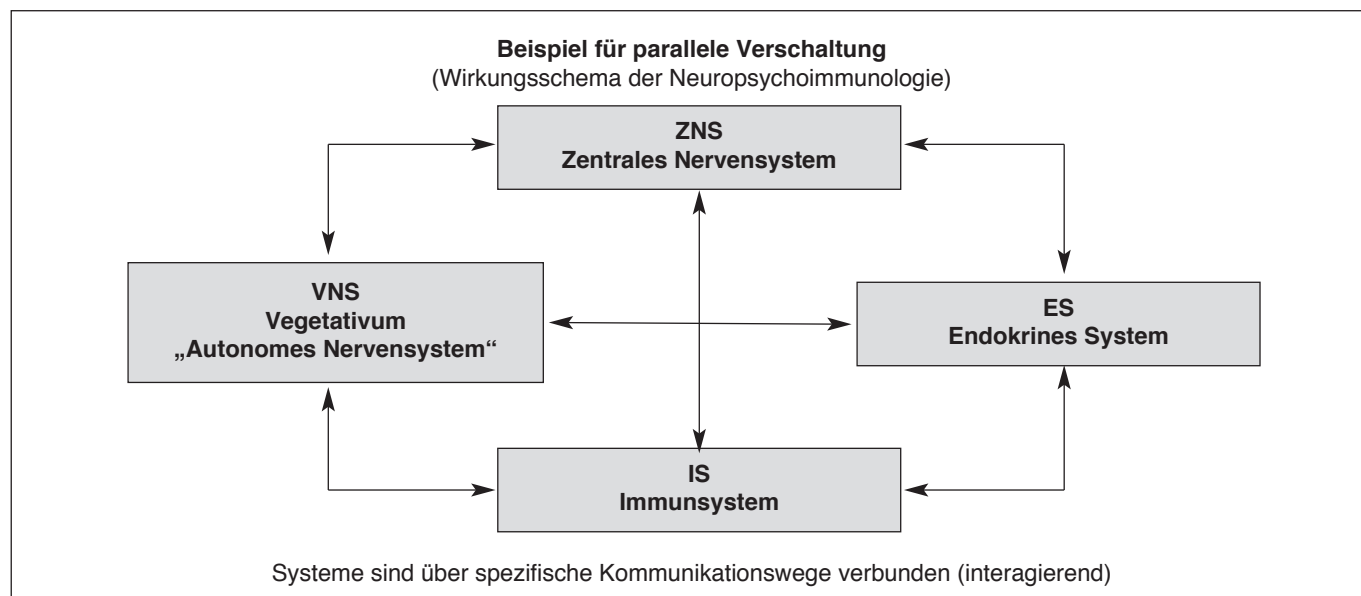 Beispiel für parallele Verschaltung
(Wirkungsschema der Neuropsychoimmunologie)
ZNS
Zentrales Nervensystem
VNS
Vegetativum
„Autonomes Nervensystem“
ES
Endokrines System
IS
Immunsystem
Systeme sind über spezifische Kommunikationswege verbunden (interagierend)